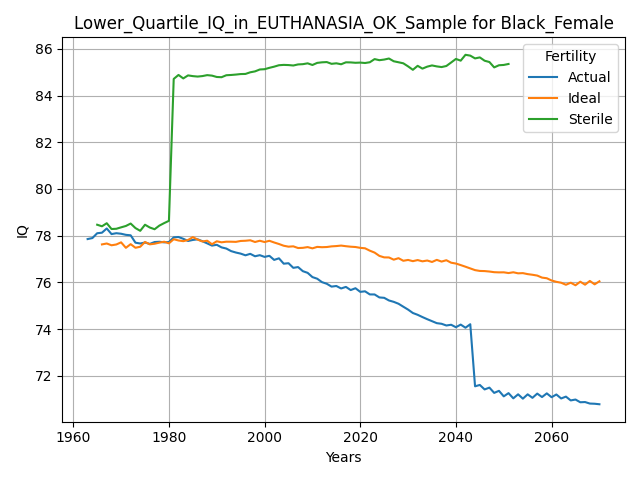 Lower_Quartile_IQ_in_EUTHANASIA_OK_Sample for Black_Female
Fertility
Actual
Ideal
Sterile
IQ
86
84
82
80
78
76
74
72
1960
1980
2000
2020
2040
2060
Years